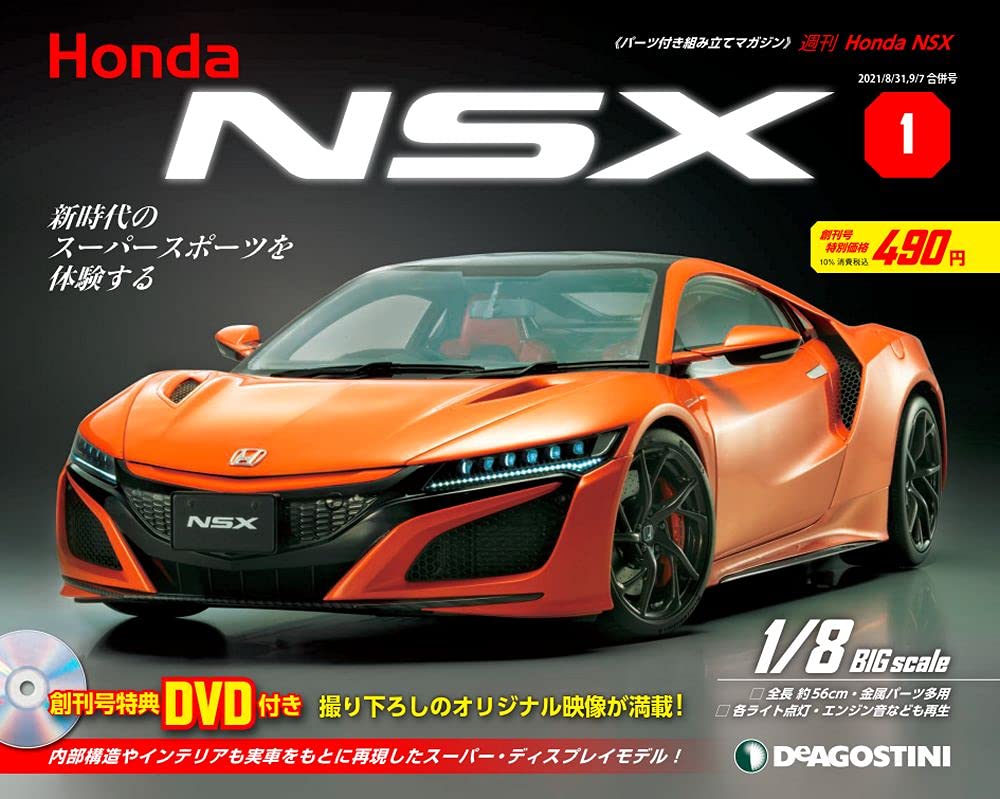 Honda
《パーツ付き組み立てマガジン》 週刊 Honda NSX
2021/8/31,9/7 合併号
NSX
1
新時代の
スーパースポーツを
体験する
創刊号
特別価格
10% 消費税込
490円
NSX
1/8 BIG scale
□ 全長 約56cm・金属パーツ多用
□ 各ライト点灯・エンジン音なども再生
創刊号特典 DVD付き 撮り下ろしのオリジナル映像が満載!
内部構造やインテリアも実車をもとに再現したスーパー・ディスプレイモデル!
DeAGOSTINI